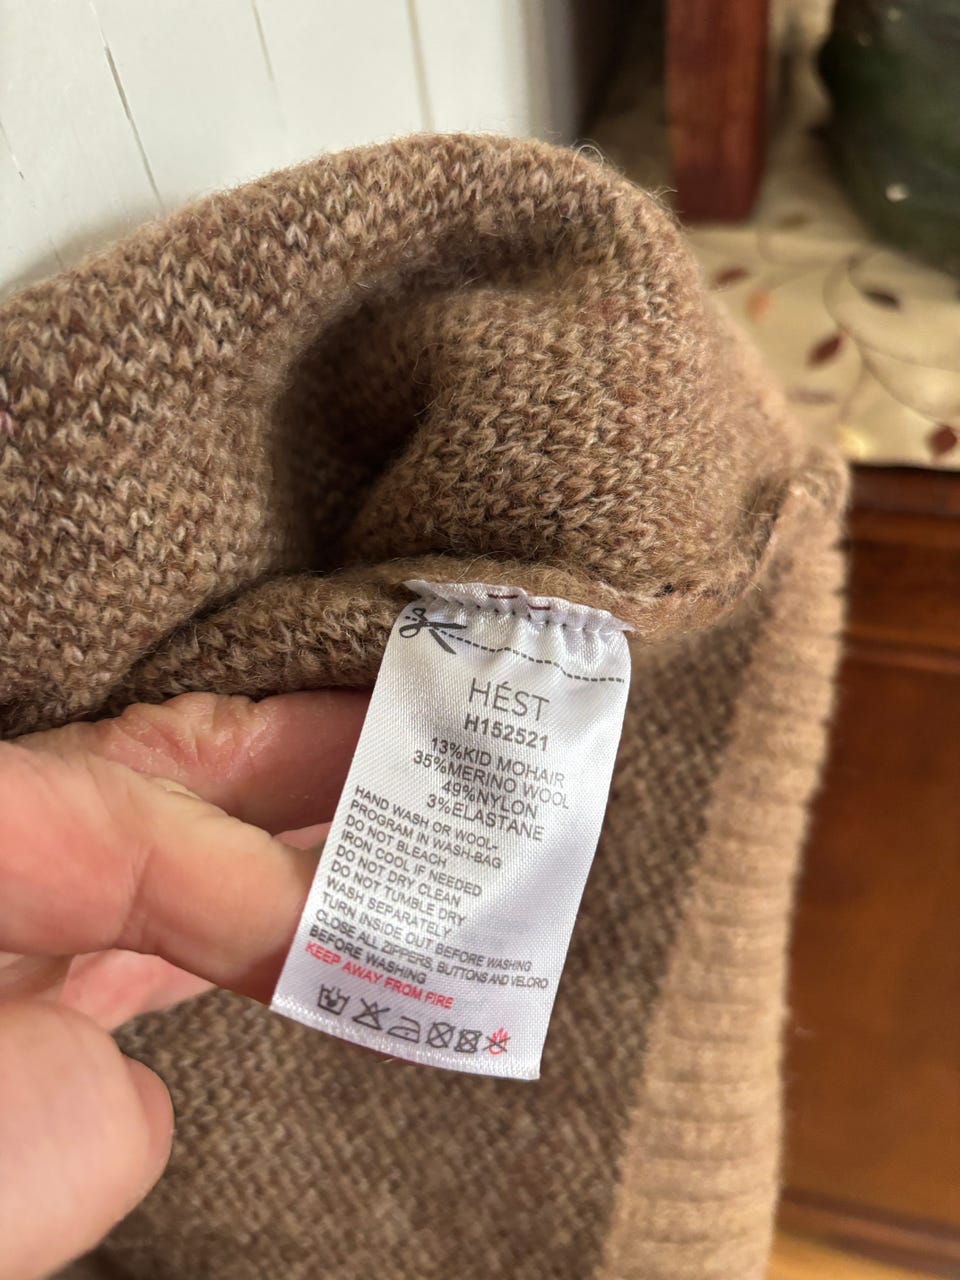 HÉST
H152521
13%KID MOHAIR
35%MERINO WOOL
49%NYLON
3%ELASTANE
HAND WASH OR WOOL-
PROGRAM IN WASH-BAG
DO NOT BLEACH
IRON COOL IF NEEDED
DO NOT DRY CLEAN
DO NOT TUMBLE DRY
WASH SEPARATELY
TURN INSIDE OUT BEFORE WASHING
CLOSE ALL ZIPPERS, BUTTONS AND VELCRO
BEFORE WASHING
KEEP AWAY FROM FIRE